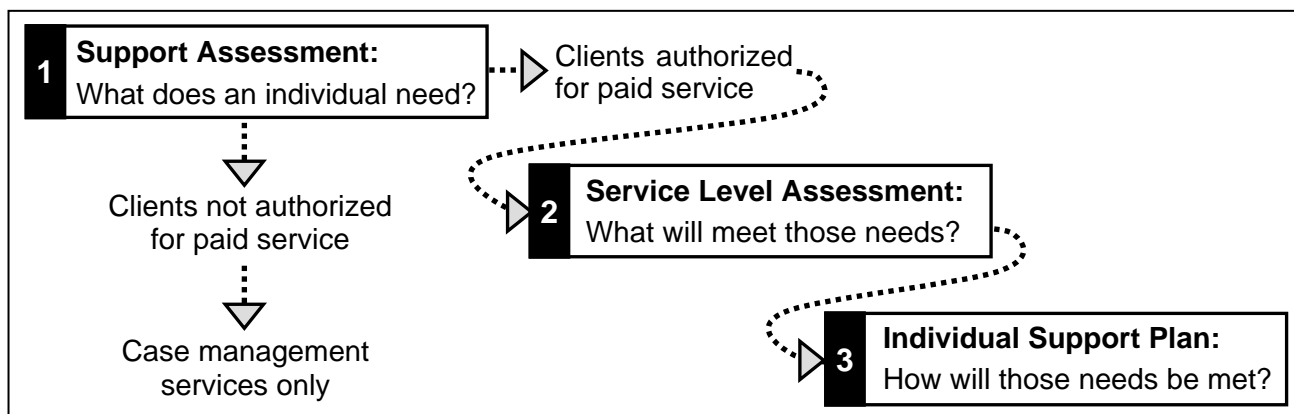 1
Support Assessment:
What does an individual need?
Clients authorized
for paid service
Clients not authorized
for paid service
Case management
services only
2
Service Level Assessment:
What will meet those needs?
3
Individual Support Plan:
How will those needs be met?